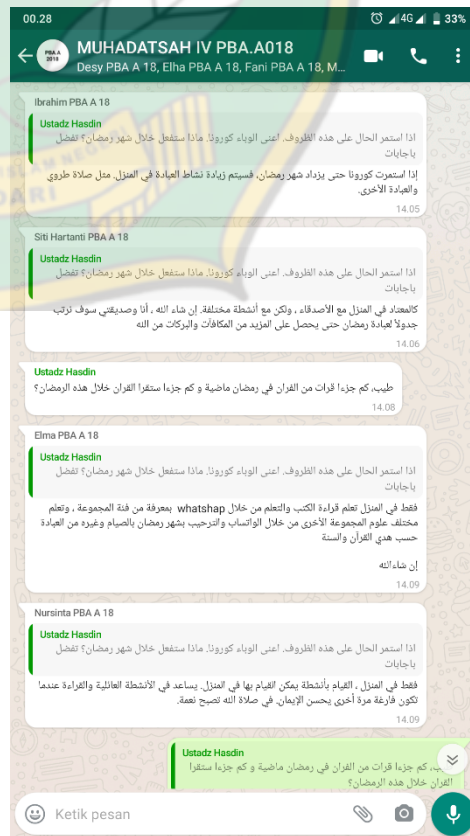 00.28 4G 33%
PBA A
2018
MUHADATSAH IV PBA.A018
Desy PBA A 18, Elha PBA A 18, Fani PBA A 18, M...
Ibrahim PBA A 18
Ustadz Hasdin
اذا استمر الحال على هذه الظروف. اعنى الوباء كورونا. ماذا ستفعل خلال شهر رمضان؟ تفضل
باجابات
إذا استمرت كورونا حتى يزداد شهر رمضان، فسيتم زيادة نشاط العبادة في المنزل. مثل صلاة طروي
والعبادة الأخرى.
14.05
Siti Hartanti PBA A 18
Ustadz Hasdin
اذا استمر الحال على هذه الظروف. اعنى الوباء كورونا. ماذا ستفعل خلال شهر رمضان؟ تفضل
باجابات
كالمعتاد في المنزل مع الأصدقاء ، ولكن مع أنشطة مختلفة. إن شاء الله ، أنا وصديقتي سوف نرتب
جدولاً لعبادة رمضان حتى يحصل على المزيد من المكافآت والبركات من الله
14.06
Ustadz Hasdin
طيب، كم جزءا قرات من القران في رمضان ماضية و كم جزءا ستقرا القران خلال هذه الرمضان؟
14.08
Elma PBA A 18
Ustadz Hasdin
اذا استمر الحال على هذه الظروف. اعنى الوباء كورونا. ماذا ستفعل خلال شهر رمضان؟ تفضل
باجابات
فقط في المنزل تعلم قراءة الكتب والتعلم من خلال whatshap بمعرفة من فئة المجموعة ، وتعلم
مختلف علوم المجموعة الأخرى من خلال الواتساب والترحيب بشهر رمضان بالصيام وغيره من العبادة
حسب هدي القرآن والسنة
إن شاءالله
14.09
Nursinta PBA A 18
Ustadz Hasdin
اذا استمر الحال على هذه الظروف. اعنى الوباء كورونا. ماذا ستفعل خلال شهر رمضان؟ تفضل
باجابات
فقط في المنزل ، القيام بأنشطة يمكن القيام بها في المنزل. يساعد في الأنشطة العائلية والقراءة عندما
تكون فارغة مرة أخرى يحسن الإيمان. في صلاة الله تصبح نعمة.
14.09
Ustadz Hasdin
كم جزءا قرات من القران في رمضان ماضية و كم جزءا ستقرا
القران خلال هذه الرمضان؟
Ketik pesan